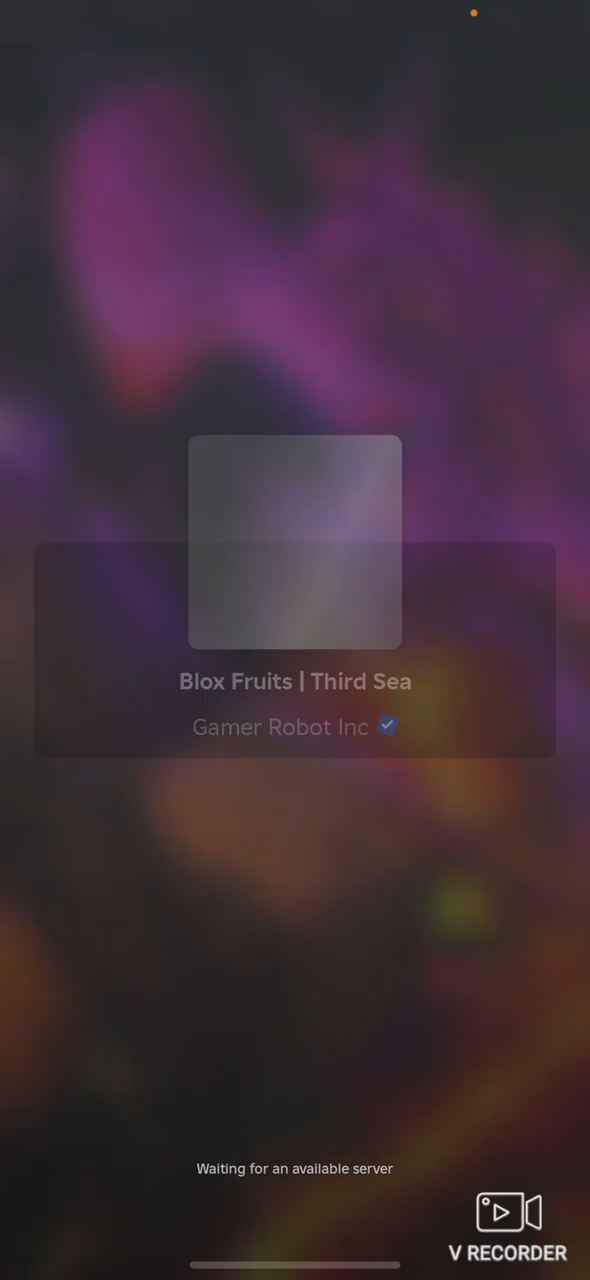 Blox Fruits | Third Sea
Gamer Robot Inc
Waiting for an available server
V RECORDER